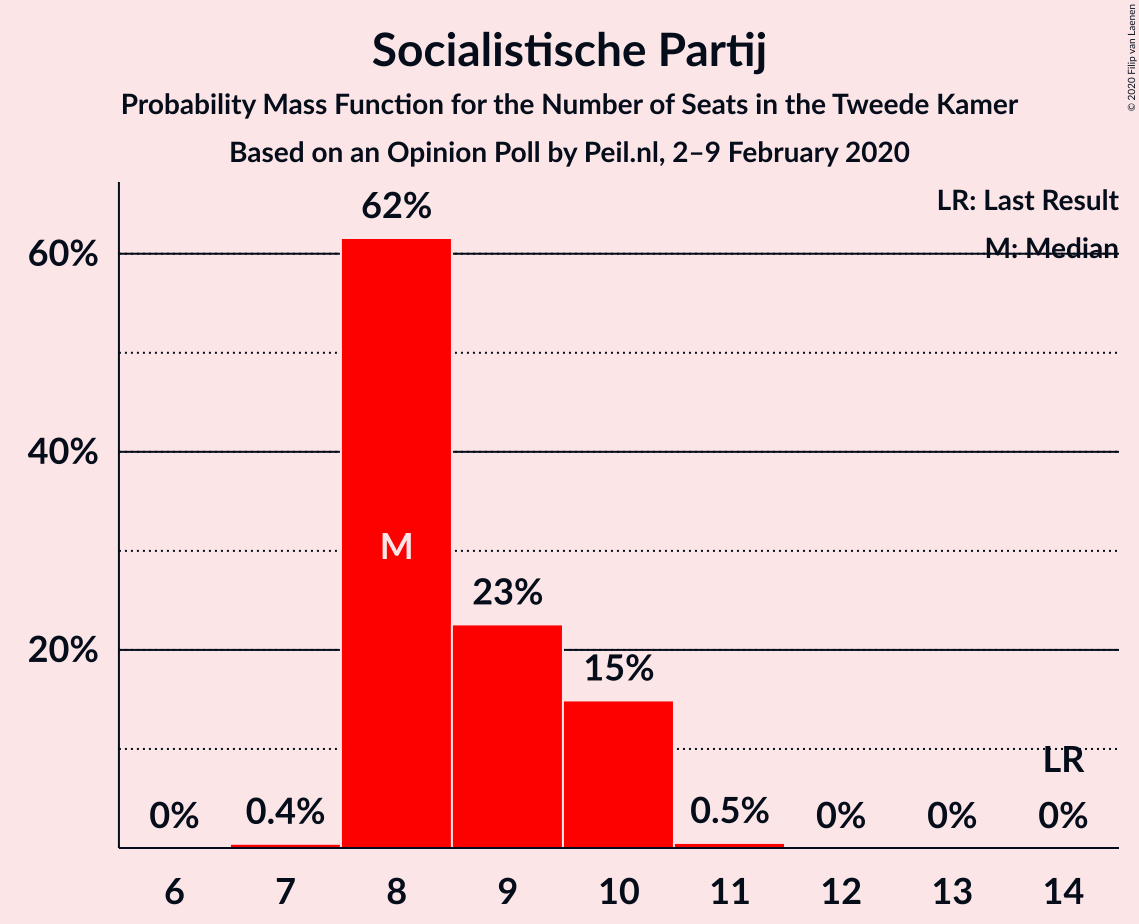 Socialistische Partij
Probability Mass Function for the Number of Seats in the Tweede Kamer
Based on an Opinion Poll by Peil.nl, 2–9 February 2020
© 2020 Filip van Laenen
LR: Last Result
M: Median
60%
40%
20%
0%
0.4%
62%
M
23%
15%
0.5%
0%
0%
LR
0%
6
7
8
9
10
11
12
13
14